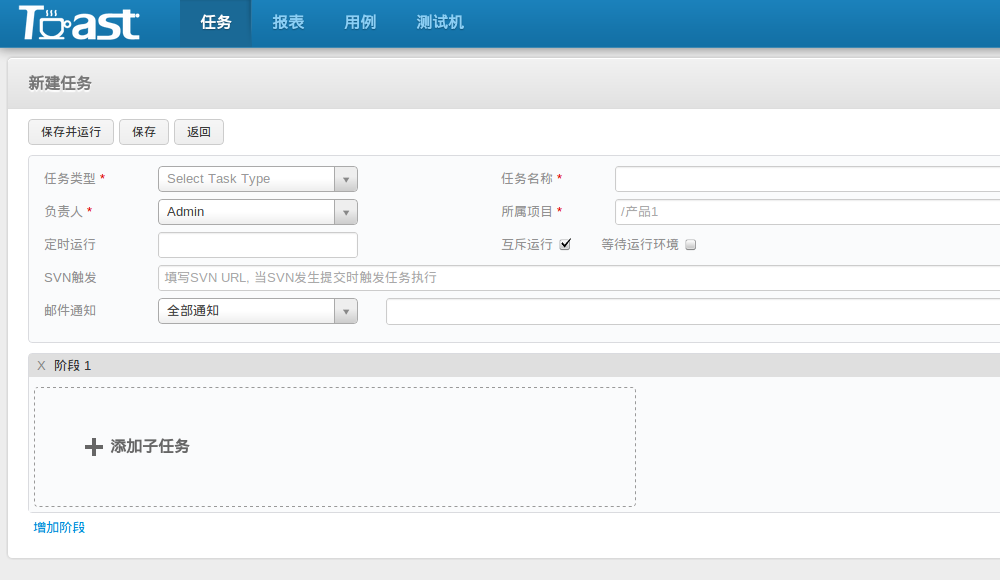 Toast 任务 报表 用例 测试机
新建任务
保存并运行 保存 返回
任务类型 * Select Task Type 任务名称 *
负责人 * Admin 所属项目 * /产品1
定时运行 互斥运行 等待运行环境
SVN触发 填写SVN URL, 当SVN发生提交时触发任务执行
邮件通知 全部通知
X 阶段 1
添加子任务
增加阶段